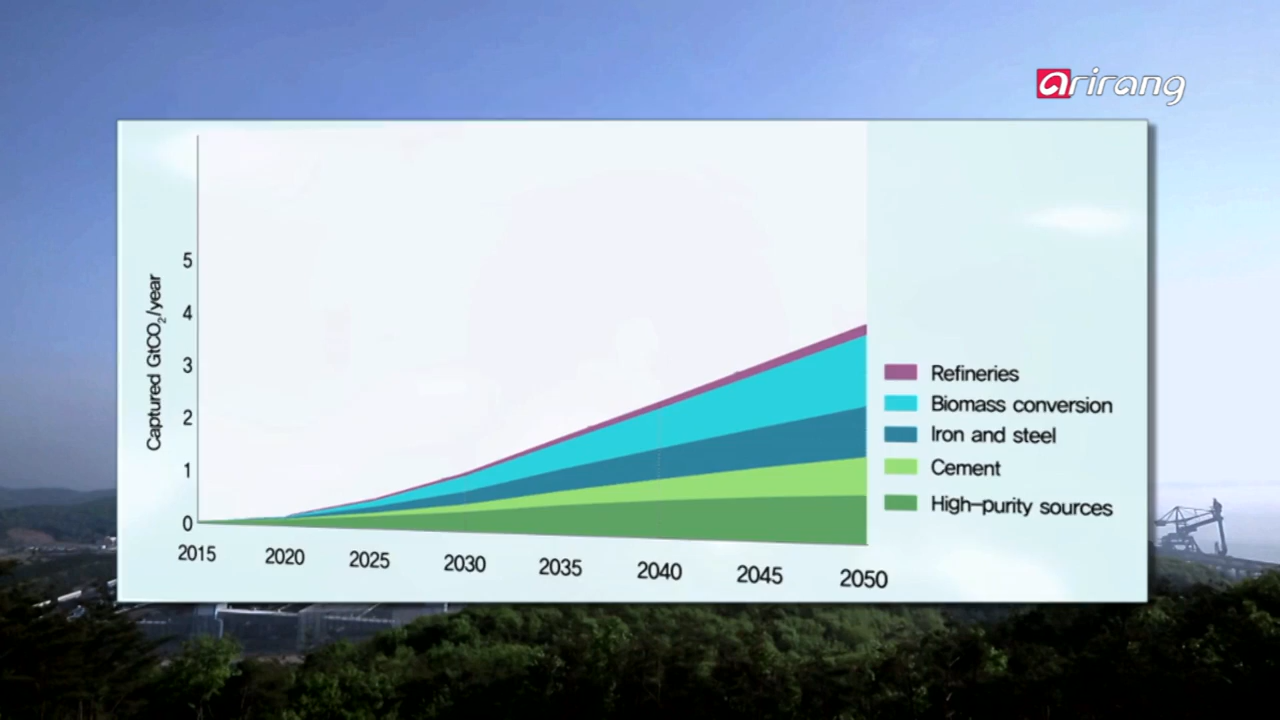 arirang
Captured GtCO₂/year
5
4
3
2
1
0
2015 2020 2025 2030 2035 2040 2045 2050
Refineries
Biomass conversion
Iron and steel
Cement
High-purity sources